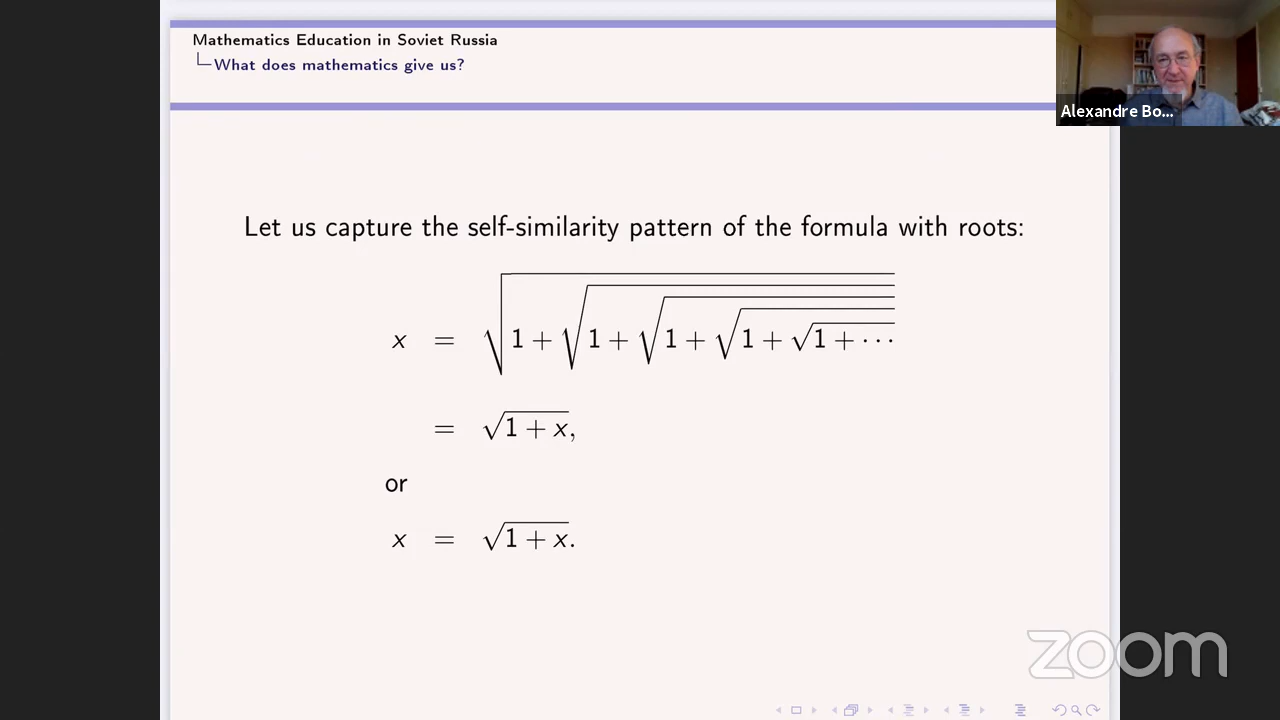 Mathematics Education in Soviet Russia
What does mathematics give us?
Alexandre Bo...
Let us capture the self-similarity pattern of the formula with roots:
x = √(1 + √(1 + √(1 + √(1 + √(1 + ⋯
= √(1 + x),
or
x = √(1 + x).
zoom